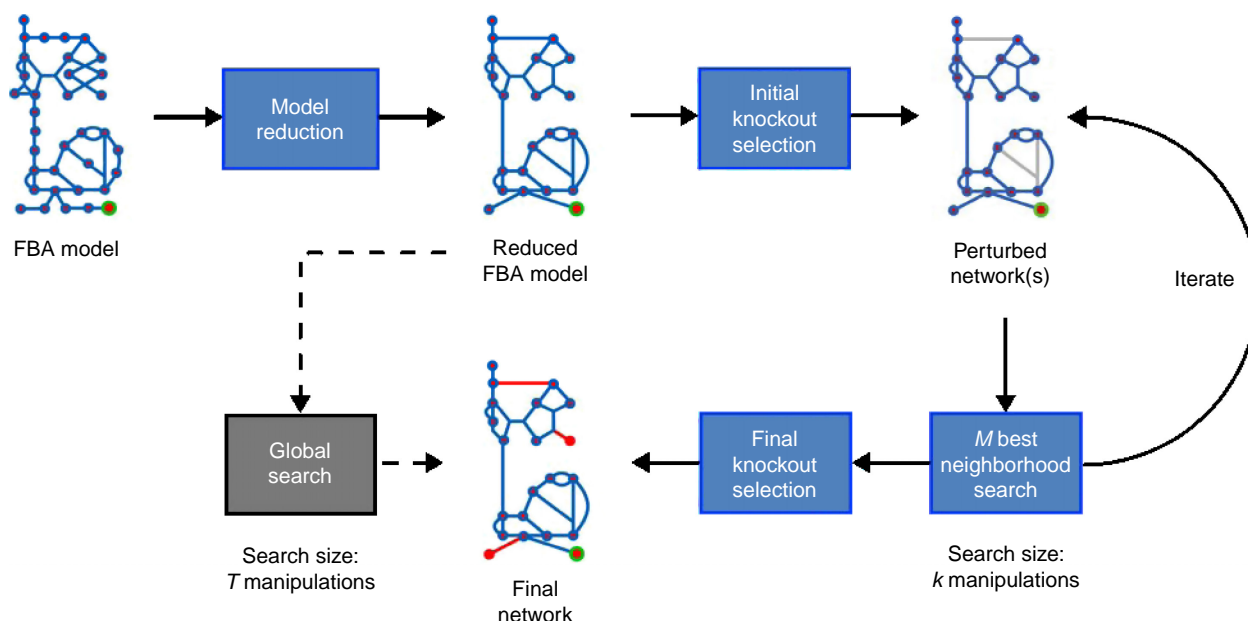 Model
reduction
Initial
knockout
selection
FBA model
Reduced
FBA model
Perturbed
network(s)
Iterate
Global
search
Final
knockout
selection
M best
neighborhood
search
Search size:
T manipulations
Final
network
Search size:
k manipulations